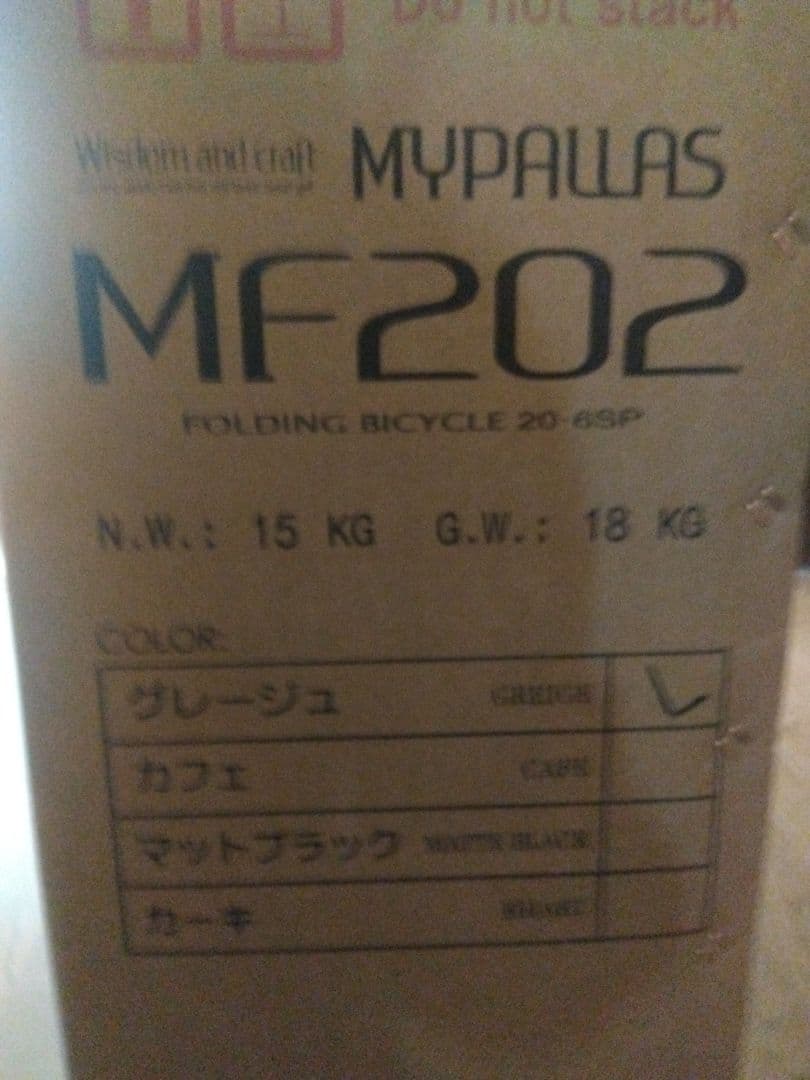 Do not stack
Wisdom and craft MYPALLAS
MF202
FOLDING BICYCLE 20-6SP
N.W.: 15 KG G.W.: 18 KG
COLOR:
グレージュ GREIGE
カフェ CAFE
マットブラック MATTE BLACK
カーキ KHAKI